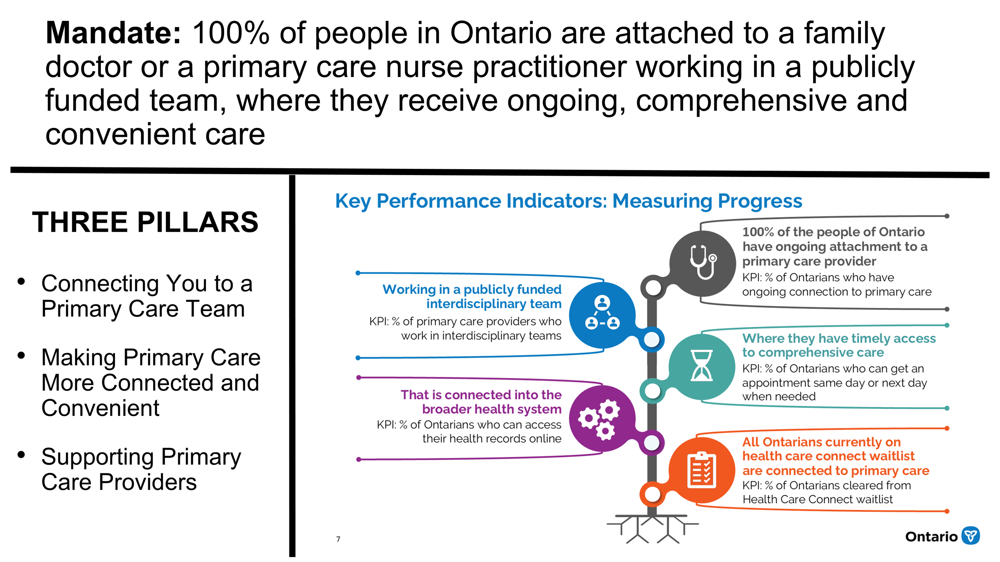 Mandate: 100% of people in Ontario are attached to a family
doctor or a primary care nurse practitioner working in a publicly
funded team, where they receive ongoing, comprehensive and
convenient care
THREE PILLARS
• Connecting You to a
Primary Care Team
• Making Primary Care
More Connected and
Convenient
• Supporting Primary
Care Providers
Key Performance Indicators: Measuring Progress
100% of the people of Ontario
have ongoing attachment to a
primary care provider
KPI: % of Ontarians who have
ongoing connection to primary care
Working in a publicly funded
interdisciplinary team
KPI: % of primary care providers who
work in interdisciplinary teams
Where they have timely access
to comprehensive care
KPI: % of Ontarians who can get an
appointment same day or next day
when needed
That is connected into the
broader health system
KPI: % of Ontarians who can access
their health records online
All Ontarians currently on
health care connect waitlist
are connected to primary care
KPI: % of Ontarians cleared from
Health Care Connect waitlist
7
Ontario